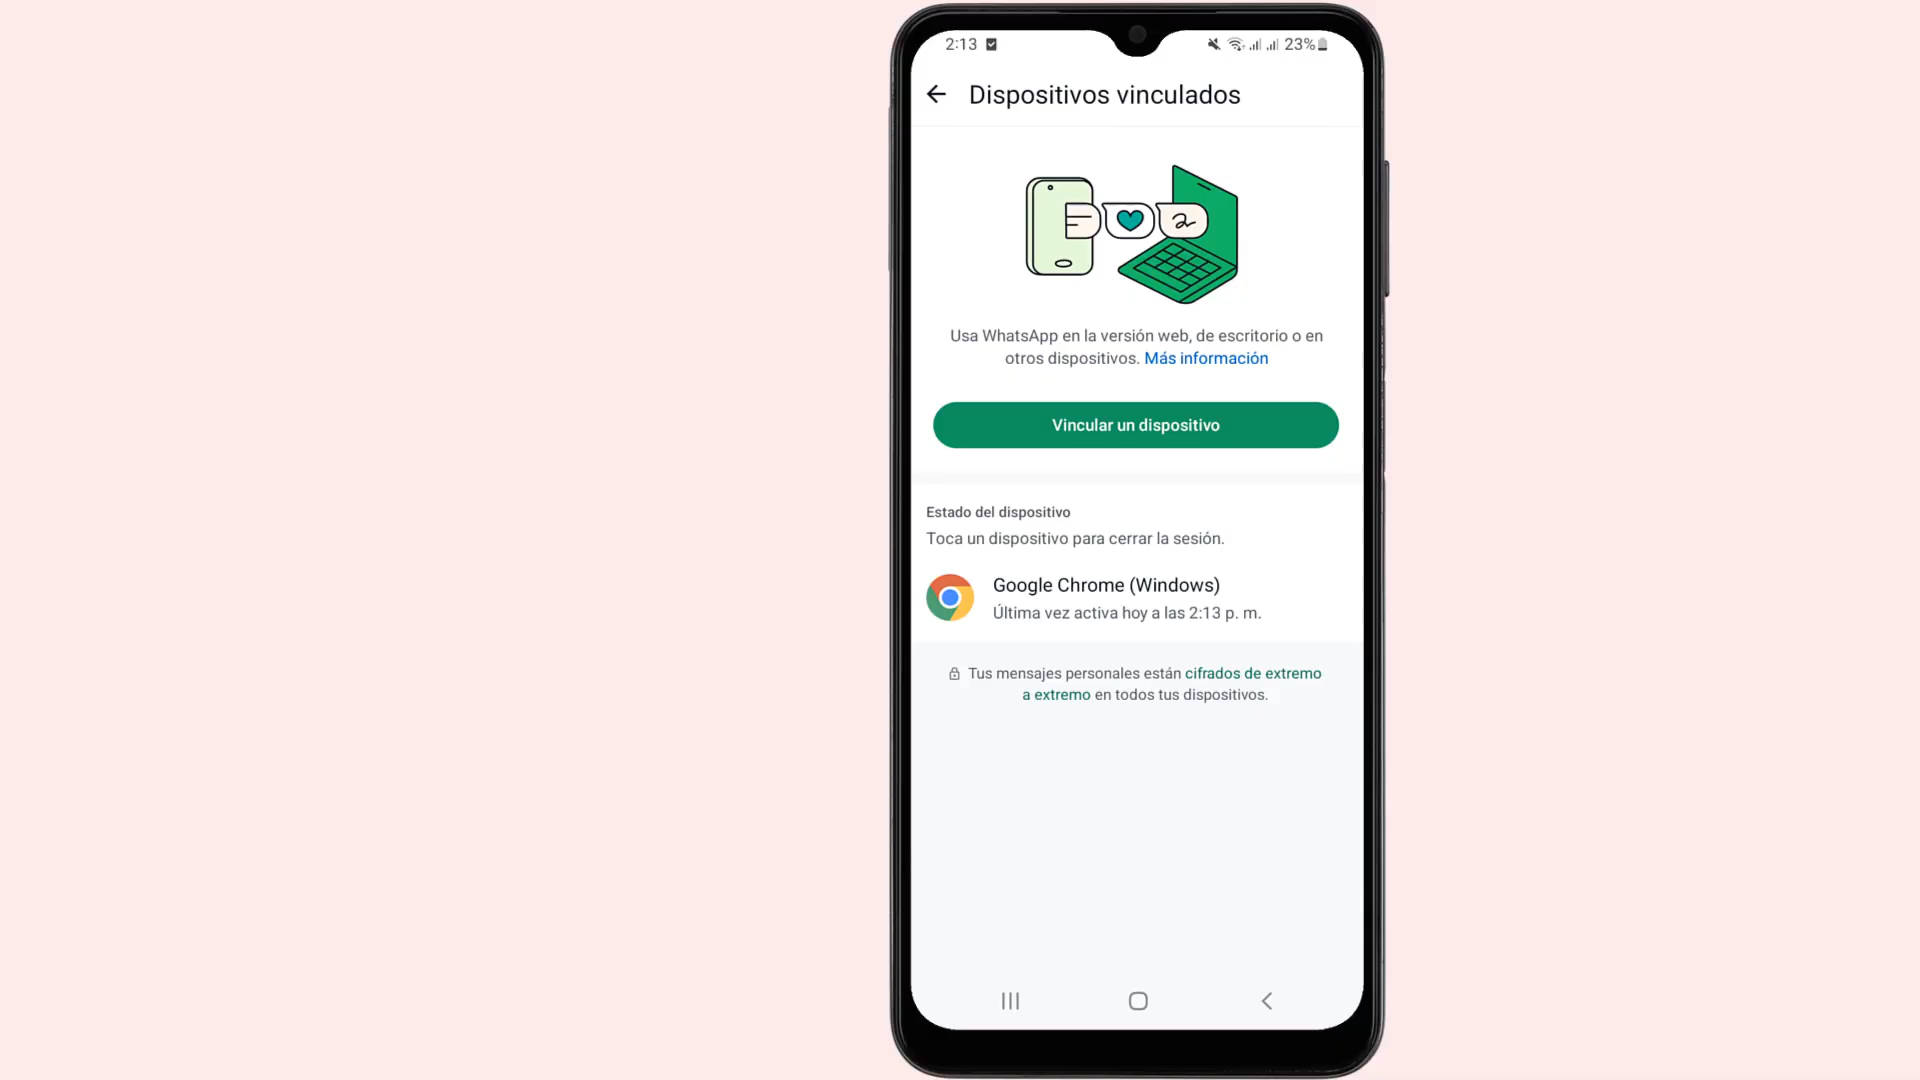 2:13
23%
Dispositivos vinculados
Usa WhatsApp en la versión web, de escritorio o en
otros dispositivos. Más información
Vincular un dispositivo
Estado del dispositivo
Toca un dispositivo para cerrar la sesión.
Google Chrome (Windows)
Última vez activa hoy a las 2:13 p. m.
Tus mensajes personales están cifrados de extremo
a extremo en todos tus dispositivos.